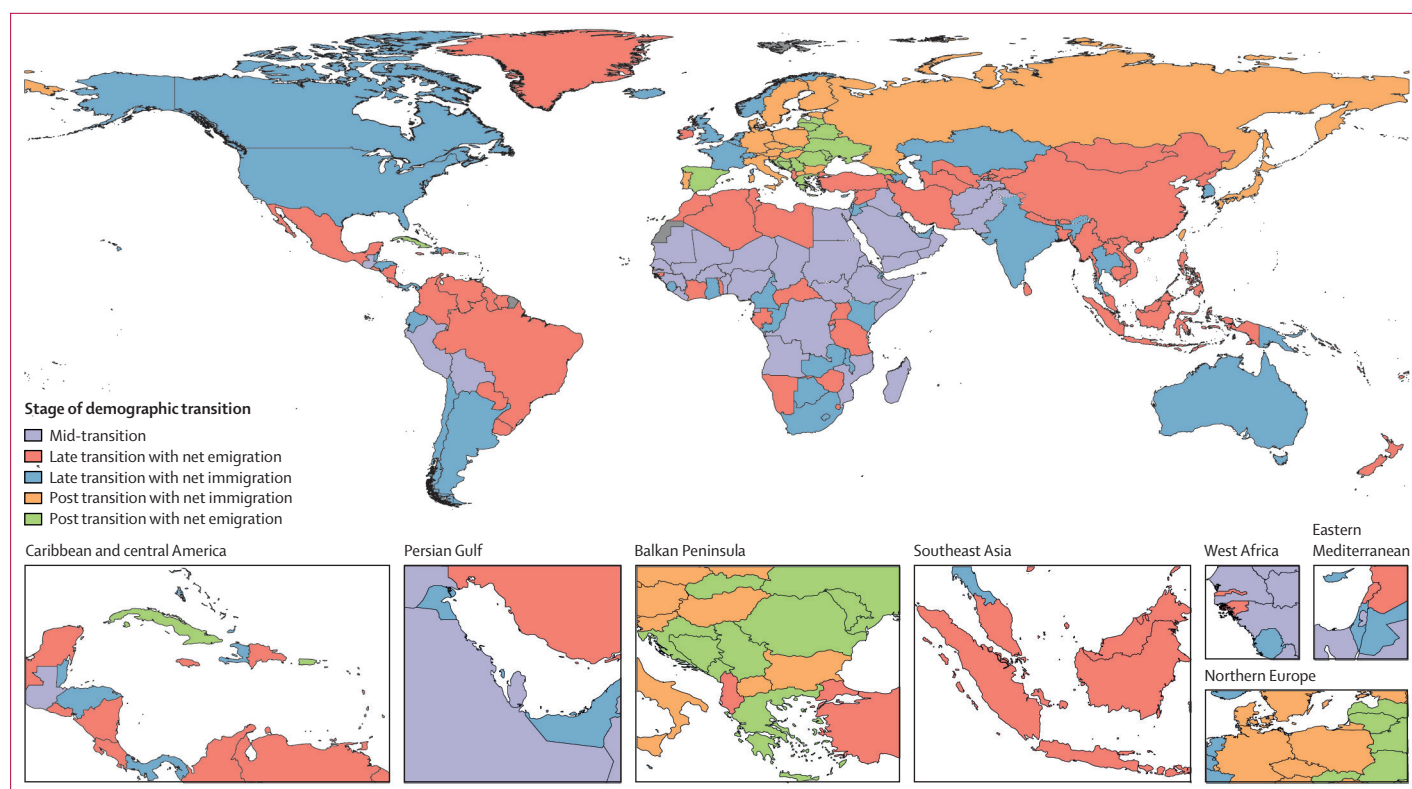 Stage of demographic transition
Mid-transition
Late transition with net emigration
Late transition with net immigration
Post transition with net immigration
Post transition with net emigration
Caribbean and central America
Persian Gulf
Balkan Peninsula
Southeast Asia
West Africa
Eastern
Mediterranean
Northern Europe